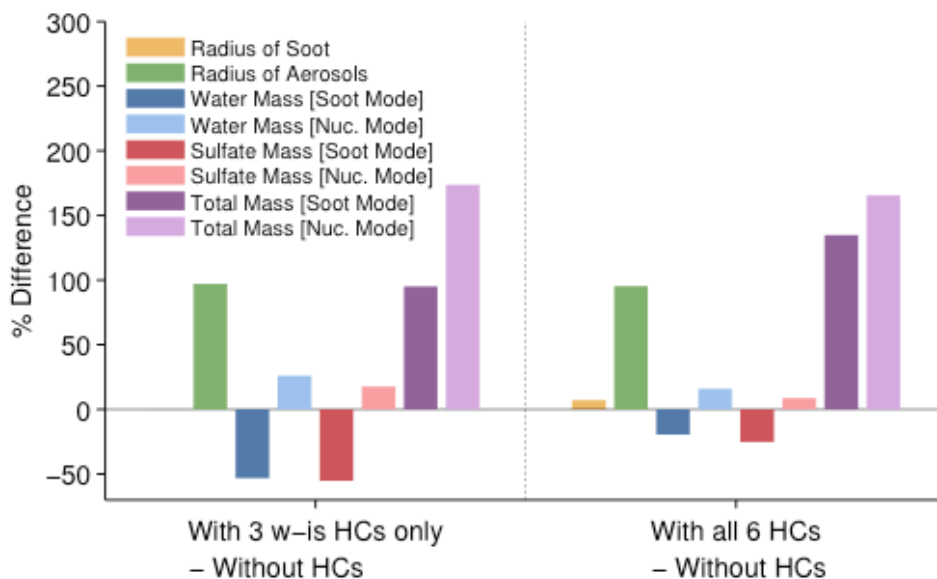 300
250
200
150
100
50
0
−50
% Difference
Radius of Soot
Radius of Aerosols
Water Mass [Soot Mode]
Water Mass [Nuc. Mode]
Sulfate Mass [Soot Mode]
Sulfate Mass [Nuc. Mode]
Total Mass [Soot Mode]
Total Mass [Nuc. Mode]
With 3 w−is HCs only
− Without HCs
With all 6 HCs
− Without HCs